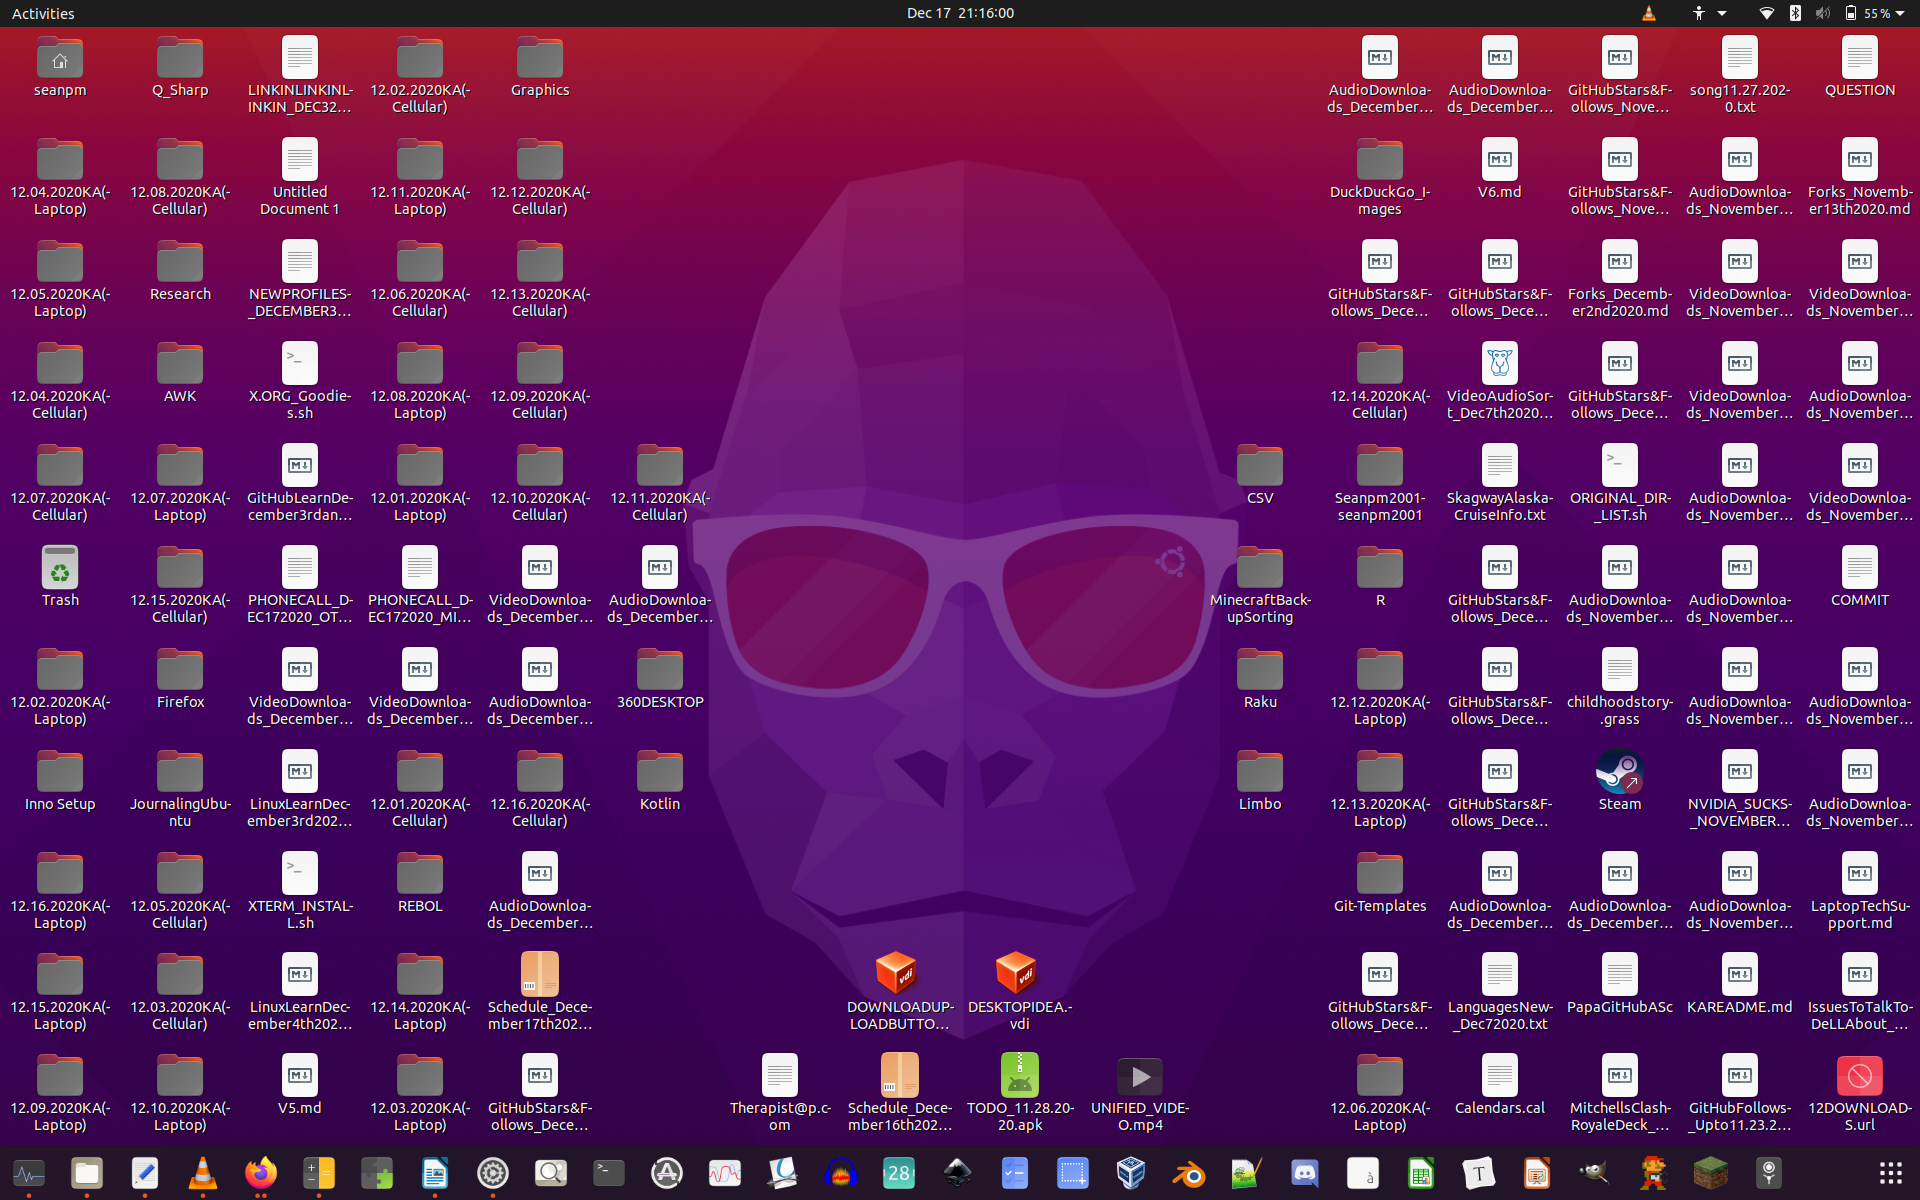 Activities
Dec 17 21:16:00
55 %
seanpm
Q_Sharp
LINKINLINKINL-
INKIN_DEC32...
12.02.2020KA(-
Cellular)
Graphics
AudioDownloa-
ds_December...
AudioDownloa-
ds_December...
GitHubStars&F-
ollows_Nove...
song11.27.202-
0.txt
QUESTION
12.04.2020KA(-
Laptop)
12.08.2020KA(-
Cellular)
Untitled
Document 1
12.11.2020KA(-
Laptop)
12.12.2020KA(-
Cellular)
DuckDuckGo_I-
mages
V6.md
GitHubStars&F-
ollows_Nove...
AudioDownloa-
ds_November...
Forks_Novemb-
er13th2020.md
12.05.2020KA(-
Laptop)
Research
NEWPROFILES-
_DECEMBER3...
12.06.2020KA(-
Cellular)
12.13.2020KA(-
Cellular)
GitHubStars&F-
ollows_Dece...
GitHubStars&F-
ollows_Dece...
Forks_Decemb-
er2nd2020.md
VideoDownloa-
ds_November...
VideoDownloa-
ds_November...
12.04.2020KA(-
Cellular)
AWK
X.ORG_Goodie-
s.sh
12.08.2020KA(-
Laptop)
12.09.2020KA(-
Cellular)
12.14.2020KA(-
Cellular)
VideoAudioSor-
t_Dec7th2020...
GitHubStars&F-
ollows_Dece...
VideoDownloa-
ds_November...
AudioDownloa-
ds_November...
12.07.2020KA(-
Cellular)
12.07.2020KA(-
Laptop)
GitHubLearnDe-
cember3rdan...
12.01.2020KA(-
Laptop)
12.10.2020KA(-
Cellular)
12.11.2020KA(-
Cellular)
CSV
Seanpm2001-
seanpm2001
SkagwayAlaska-
CruiseInfo.txt
ORIGINAL_DIR-
_LIST.sh
AudioDownloa-
ds_November...
VideoDownloa-
ds_November...
Trash
12.15.2020KA(-
Cellular)
PHONECALL_D-
EC172020_OT...
PHONECALL_D-
EC172020_MI...
VideoDownloa-
ds_December...
AudioDownloa-
ds_December...
MinecraftBack-
upSorting
R
GitHubStars&F-
ollows_Dece...
AudioDownloa-
ds_November...
AudioDownloa-
ds_November...
COMMIT
12.02.2020KA(-
Laptop)
Firefox
VideoDownloa-
ds_December...
VideoDownloa-
ds_December...
AudioDownloa-
ds_December...
360DESKTOP
Raku
12.12.2020KA(-
Laptop)
GitHubStars&F-
ollows_Dece...
childhoodstory-
.grass
AudioDownloa-
ds_November...
AudioDownloa-
ds_November...
Inno Setup
JournalingUbu-
ntu
LinuxLearnDec-
ember3rd202...
12.01.2020KA(-
Cellular)
12.16.2020KA(-
Cellular)
Kotlin
Limbo
12.13.2020KA(-
Laptop)
GitHubStars&F-
ollows_Dece...
Steam
NVIDIA_SUCKS-
_NOVEMBER...
AudioDownloa-
ds_November...
12.16.2020KA(-
Laptop)
12.05.2020KA(-
Cellular)
XTERM_INSTAL-
L.sh
REBOL
AudioDownloa-
ds_December...
Git-Templates
AudioDownloa-
ds_December...
AudioDownloa-
ds_December...
AudioDownloa-
ds_November...
LaptopTechSu-
pport.md
12.15.2020KA(-
Laptop)
12.03.2020KA(-
Cellular)
LinuxLearnDec-
ember4th202...
12.14.2020KA(-
Laptop)
Schedule_Dece-
mber17th202...
vdi
DOWNLOADUP-
LOADBUTTO...
vdi
DESKTOPIDEA.-
vdi
GitHubStars&F-
ollows_Dece...
LanguagesNew-
_Dec72020.txt
PapaGitHubASc
KAREADME.md
IssuesToTalkTo-
DeLLAbout_...
12.09.2020KA(-
Laptop)
12.10.2020KA(-
Laptop)
V5.md
12.03.2020KA(-
Laptop)
GitHubStars&F-
ollows_Dece...
Therapist@p.c-
om
Schedule_Dece-
mber16th202...
TODO_11.28.20-
20.apk
UNIFIED_VIDE-
O.mp4
12.06.2020KA(-
Laptop)
Calendars.cal
MitchellsClash-
RoyaleDeck_...
GitHubFollows-
_Upto11.23.2...
12DOWNLOAD-
S.url
28
à
T